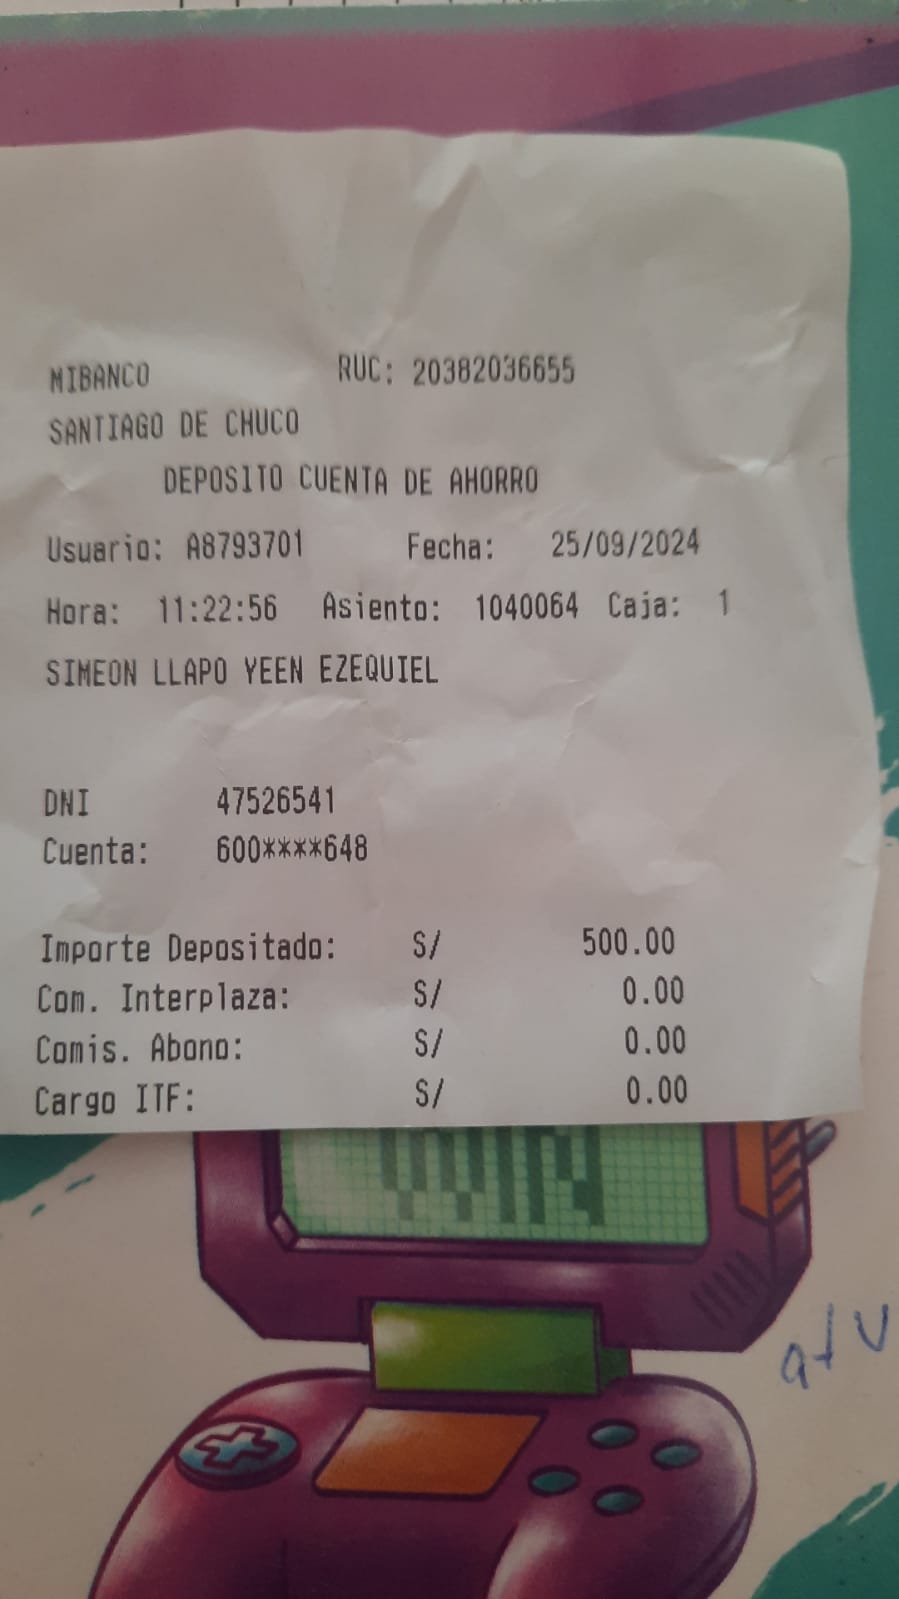 MIBANCO RUC: 20382036655
SANTIAGO DE CHUCO
DEPOSITO CUENTA DE AHORRO
Usuario: A8793701 Fecha: 25/09/2024
Hora: 11:22:56 Asiento: 1040064 Caja: 1
SIMEON LLAPO YEEN EZEQUIEL
DNI 47526541
Cuenta: 600****648
Importe Depositado: S/ 500.00
Com. Interplaza: S/ 0.00
Comis. Abono: S/ 0.00
Cargo ITF: S/ 0.00